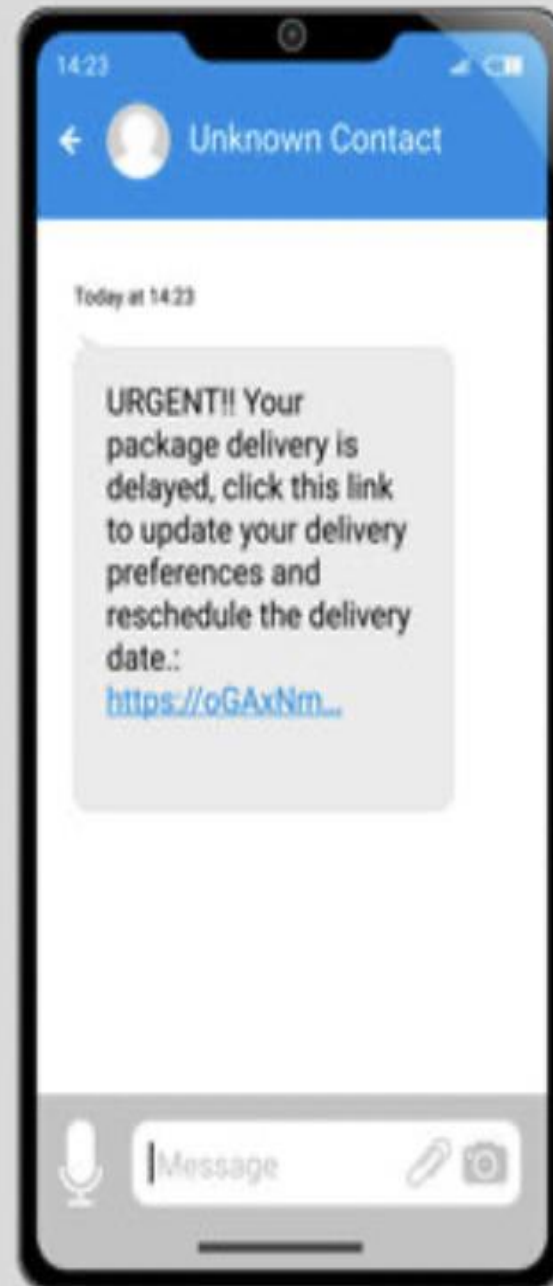 14:23
Unknown Contact
Today at 14:23
URGENT!! Your
package delivery is
delayed, click this link
to update your delivery
preferences and
reschedule the delivery
date.:
https://oGAxNm...
Message